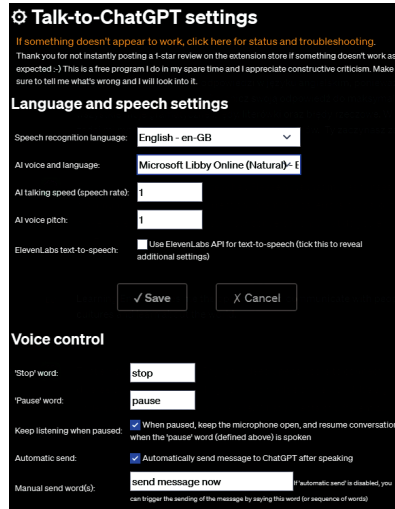 Talk-to-ChatGPT settings
If something doesn't appear to work, click here for status and troubleshooting.
Thank you for not instantly posting a 1-star review on the extension store if something doesn't work as
expected :-) This is a free program I do in my spare time and I appreciate constructive criticism. Make
sure to tell me what's wrong and I will look into it.
Language and speech settings
Speech recognition language: English - en-GB
AI voice and language: Microsoft Libby Online (Natural) - E
AI talking speed (speech rate): 1
AI voice pitch: 1
ElevenLabs text-to-speech: Use ElevenLabs API for text-to-speech (tick this to reveal
additional settings)
✓ Save X Cancel
Voice control
'Stop' word: stop
'Pause' word: pause
Keep listening when paused: When paused, keep the microphone open, and resume conversation
when the 'pause' word (defined above) is spoken
Automatic send: Automatically send message to ChatGPT after speaking
Manual send word(s): send message now If 'automatic send' is disabled, you
can trigger the sending of the message by saying this word (or sequence of words)